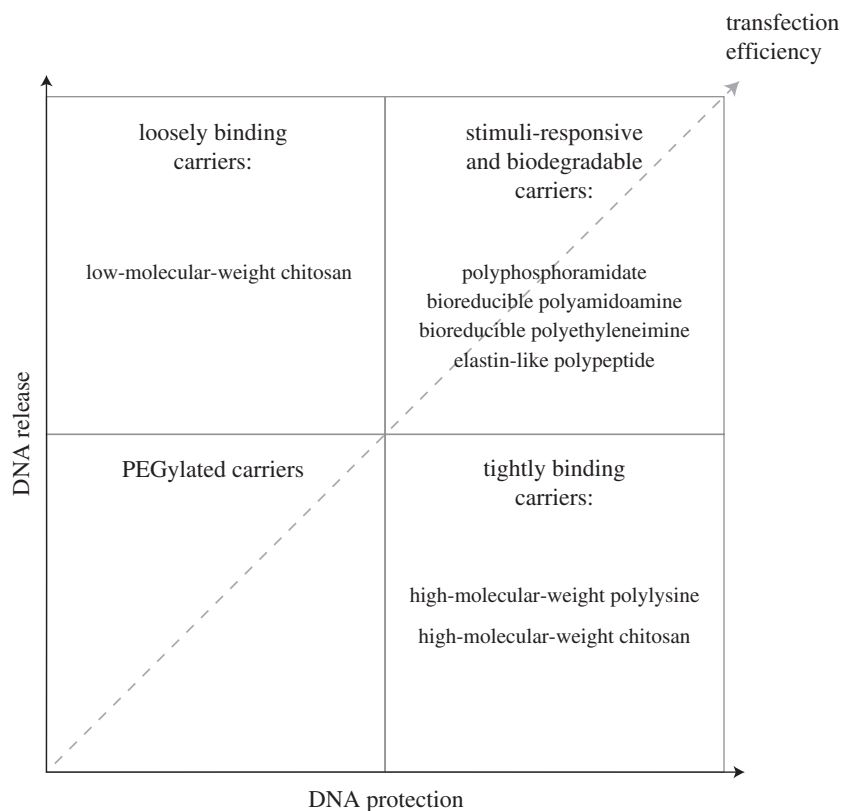 transfection
efficiency
loosely binding
carriers:
low-molecular-weight chitosan
stimuli-responsive
and biodegradable
carriers:
polyphosphoramidate
bioreducible polyamidoamine
bioreducible polyethyleneimine
elastin-like polypeptide
DNA release
PEGylated carriers
tightly binding
carriers:
high-molecular-weight polylysine
high-molecular-weight chitosan
DNA protection